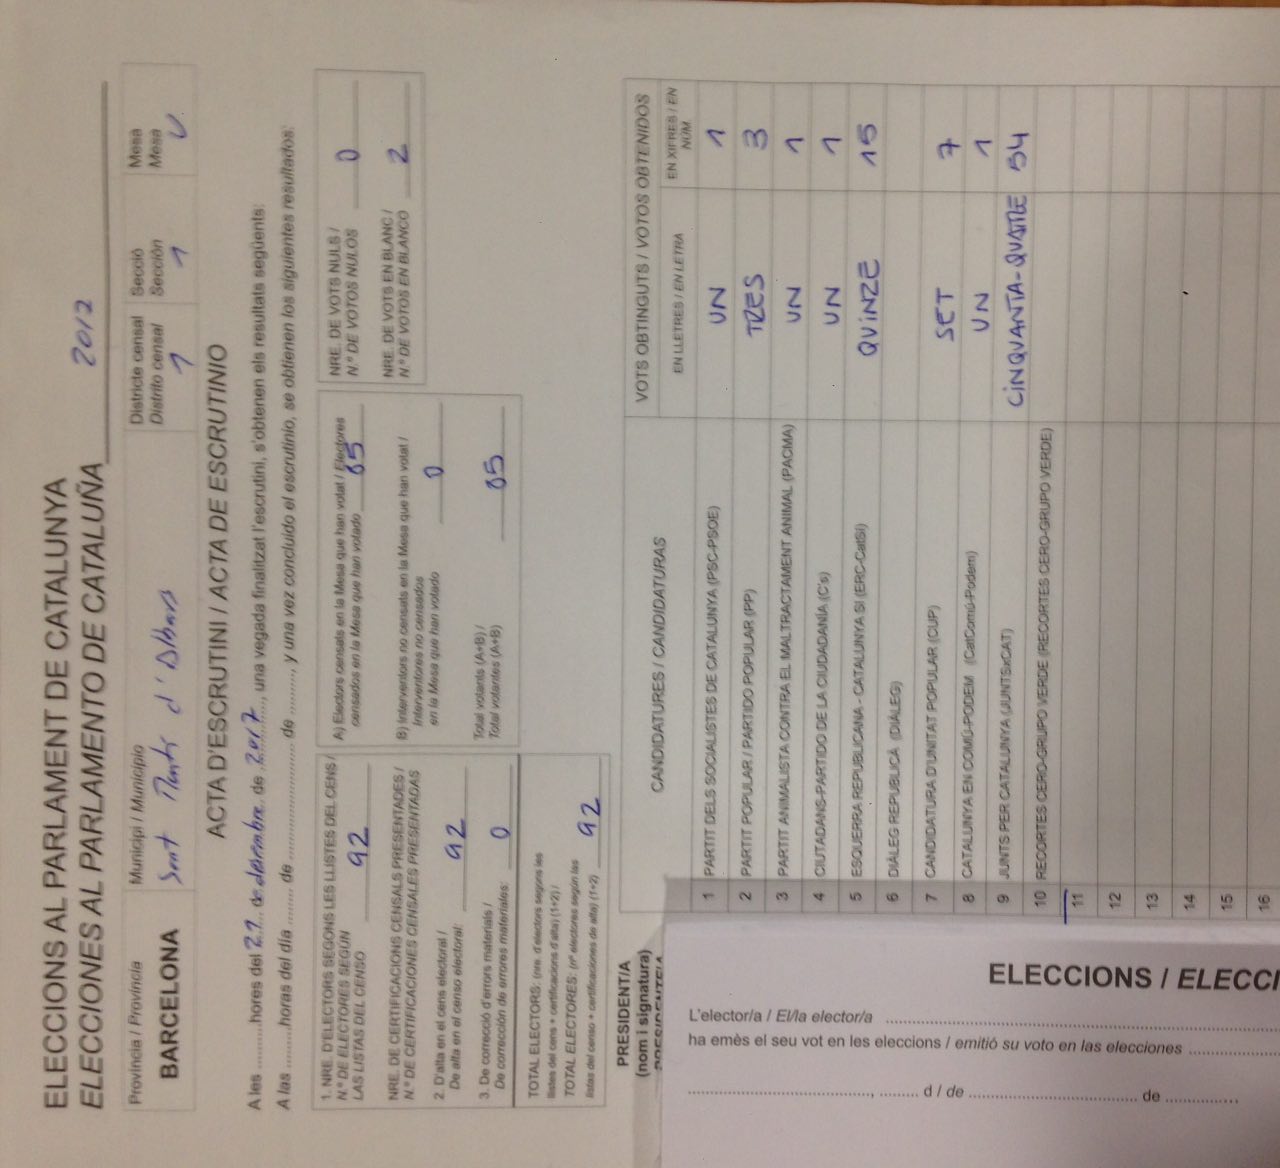 ELECCIONS AL PARLAMENT DE CATALUNYA
ELECCIONES AL PARLAMENTO DE CATALUÑA 2017
Província / Provincia
BARCELONA
Municipi / Municipio
Sant Martí d'Albars
Districte censal
Distrito censal
1
Secció
Sección
1
Mesa
Mesa
U
ACTA D'ESCRUTINI / ACTA DE ESCRUTINIO
A les ..........hores del 21 de desembre de 2017, una vegada finalitzat l'escrutini, s'obtenen els resultats següents:
A las ..........horas del día ......... de ........................... de ........., y una vez concluido el escrutinio, se obtienen los siguientes resultados:
1. NRE. D'ELECTORS SEGONS LES LLISTES DEL CENS /
N.º DE ELECTORES SEGÚN
LAS LISTAS DEL CENSO 92
NRE. DE CERTIFICACIONS CENSALS PRESENTADES /
N.º DE CERTIFICACIONES CENSALES PRESENTADAS
2. D'alta en el cens electoral /
De alta en el censo electoral: 92
3. De correcció d'errors materials /
De corrección de errores materiales: 0
TOTAL ELECTORS: (nre. d'electors segons les
llistes del cens + certificacions d'alta) (1+2) /
TOTAL ELECTORES: (nº electores según las
listas del censo + certificaciones de alta) (1+2) 92
A) Electors censats en la Mesa que han votat / Electores
censados en la Mesa que han votado 85
B) Interventors no censats en la Mesa que han votat /
Interventores no censados
en la Mesa que han votado 0
Total votants (A+B) /
Total votantes (A+B) 85
NRE. DE VOTS NULS /
N.º DE VOTOS NULOS 0
NRE. DE VOTS EN BLANC /
N.º DE VOTOS EN BLANCO 2
CANDIDATURES / CANDIDATURAS
VOTS OBTINGUTS / VOTOS OBTENIDOS
EN LLETRES / EN LETRA
EN XIFRES / EN
NÚM.
1 PARTIT DELS SOCIALISTES DE CATALUNYA (PSC-PSOE) UN 1
2 PARTIT POPULAR / PARTIDO POPULAR (PP) TRES 3
3 PARTIT ANIMALISTA CONTRA EL MALTRACTAMENT ANIMAL (PACMA) UN 1
4 CIUTADANS-PARTIDO DE LA CIUDADANÍA (C's) UN 1
5 ESQUERRA REPUBLICANA - CATALUNYA SÍ (ERC-CatSí) QUINZE 15
6 DIÀLEG REPUBLICÀ (DIÀLEG)
7 CANDIDATURA D'UNITAT POPULAR (CUP) SET 7
8 CATALUNYA EN COMÚ-PODEM (CatComú-Podem) UN 1
9 JUNTS PER CATALUNYA (JUNTSxCAT) CINQUANTA-QUATRE 54
10 RECORTES CERO-GRUPO VERDE (RECORTES CERO-GRUPO VERDE)
11
12
13
14
15
16
PRESIDENT/A
(nom i signatura)
ELECCIONS / ELECCI
L'elector/a / El/la elector/a ..............................
ha emès el seu vot en les eleccions / emitió su voto en las elecciones ..........
......................................, ......... d / de ................................... de ...............